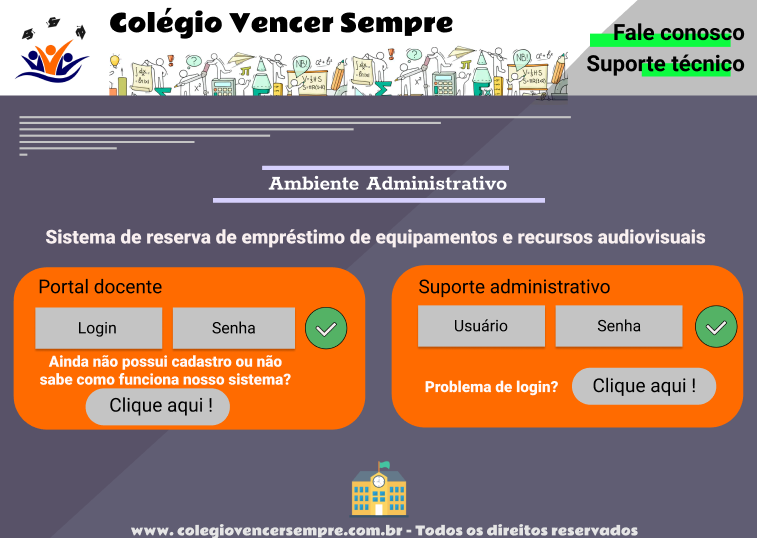 Colégio Vencer Sempre
Fale conosco
Suporte técnico
Ambiente Administrativo
Sistema de reserva de empréstimo de equipamentos e recursos audiovisuais
Portal docente
Login
Senha
Ainda não possui cadastro ou não
sabe como funciona nosso sistema?
Clique aqui !
Suporte administrativo
Usuário
Senha
Problema de login?
Clique aqui !
www. colegiovencersempre.com.br - Todos os direitos reservados